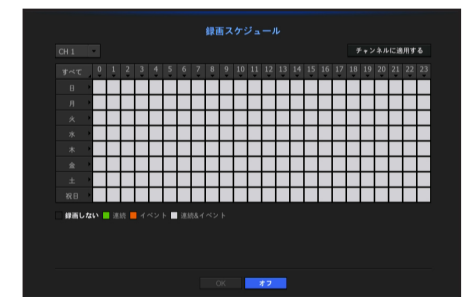 録画スケジュール
CH 1 チャンネルに適用する
すべて 0 1 2 3 4 5 6 7 8 9 10 11 12 13 14 15 16 17 18 19 20 21 22 23
日
月
火
水
木
金
土
祝日
録画しない 連続 イベント 連続&イベント
OK オフ